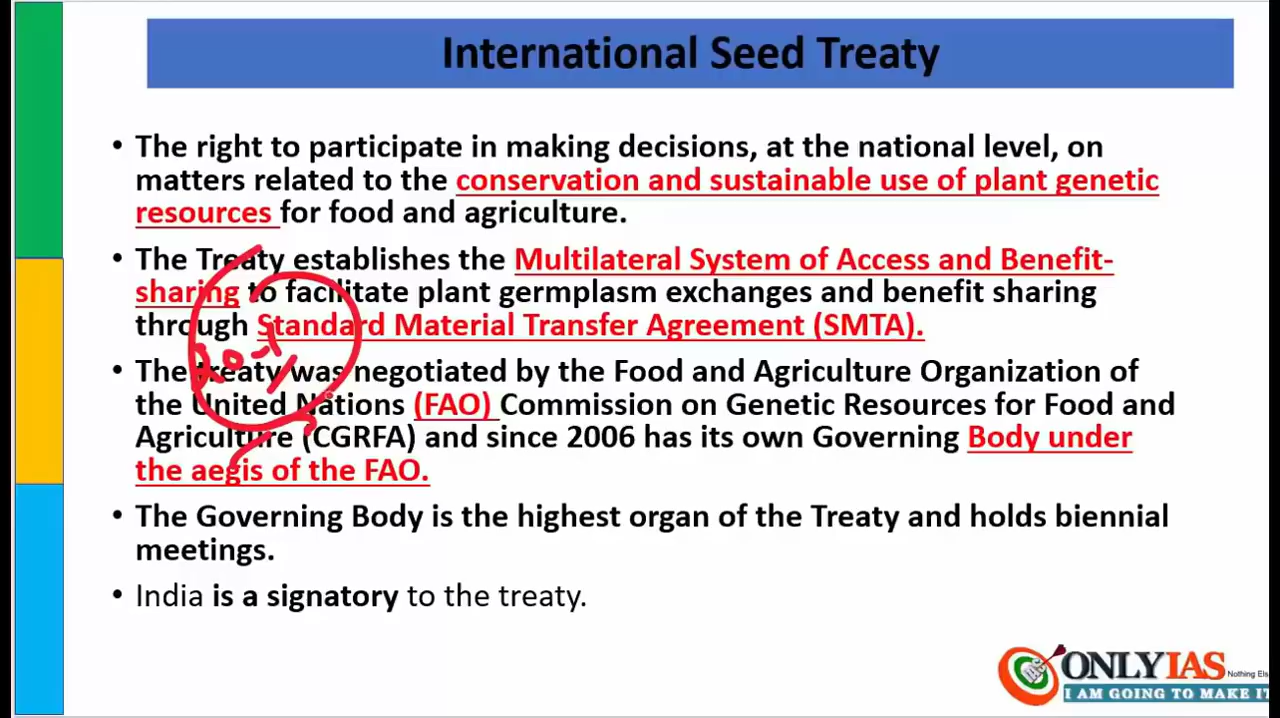 International Seed Treaty
• The right to participate in making decisions, at the national level, on
matters related to the conservation and sustainable use of plant genetic
resources for food and agriculture.
• The Treaty establishes the Multilateral System of Access and Benefit-
sharing to facilitate plant germplasm exchanges and benefit sharing
through Standard Material Transfer Agreement (SMTA).
• The treaty was negotiated by the Food and Agriculture Organization of
the United Nations (FAO) Commission on Genetic Resources for Food and
Agriculture (CGRFA) and since 2006 has its own Governing Body under
the aegis of the FAO.
• The Governing Body is the highest organ of the Treaty and holds biennial
meetings.
• India is a signatory to the treaty.
ONLYIAS
Nothing Els
I AM GOING TO MAKE IT